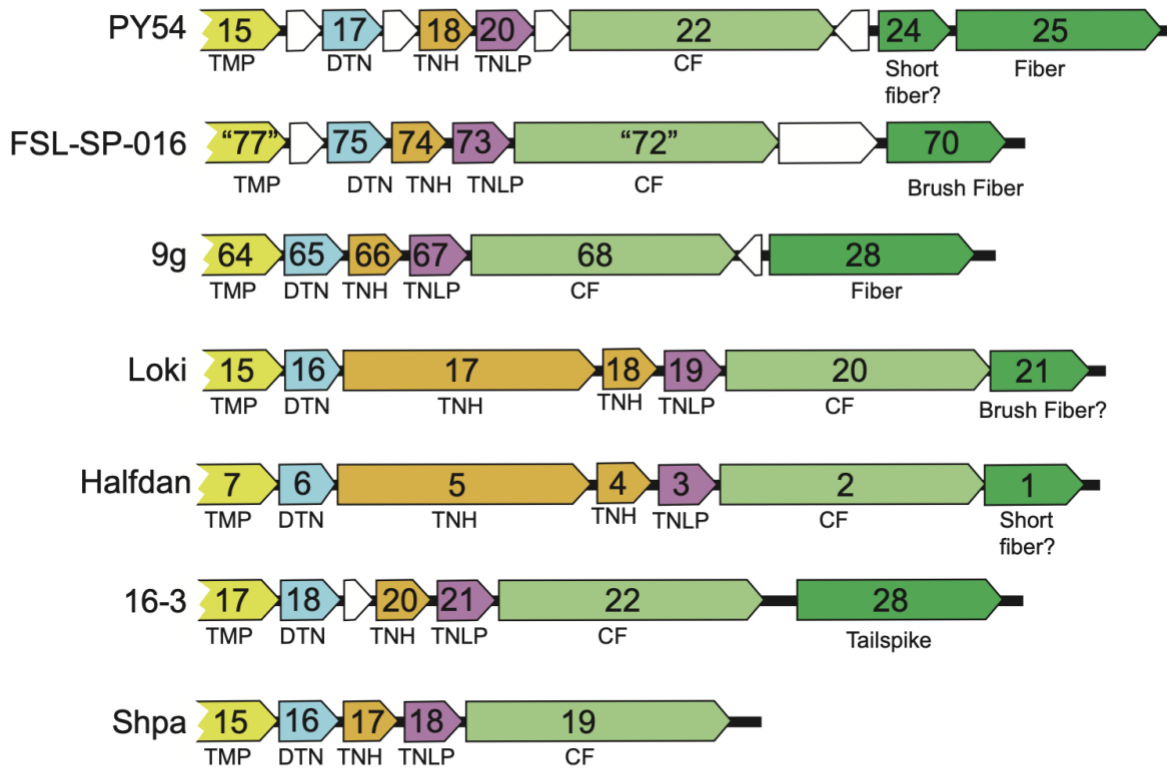 PY54 15 17 18 20 22 24 25
TMP DTN TNH TNLP CF Short fiber? Fiber
FSL-SP-016 “77” 75 74 73 “72” 70
TMP DTN TNH TNLP CF Brush Fiber
9g 64 65 66 67 68 28
TMP DTN TNH TNLP CF Fiber
Loki 15 16 17 18 19 20 21
TMP DTN TNH TNH TNLP CF Brush Fiber?
Halfdan 7 6 5 4 3 2 1
TMP DTN TNH TNH TNLP CF Short fiber?
16-3 17 18 20 21 22 28
TMP DTN TNH TNLP CF Tailspike
Shpa 15 16 17 18 19
TMP DTN TNH TNLP CF